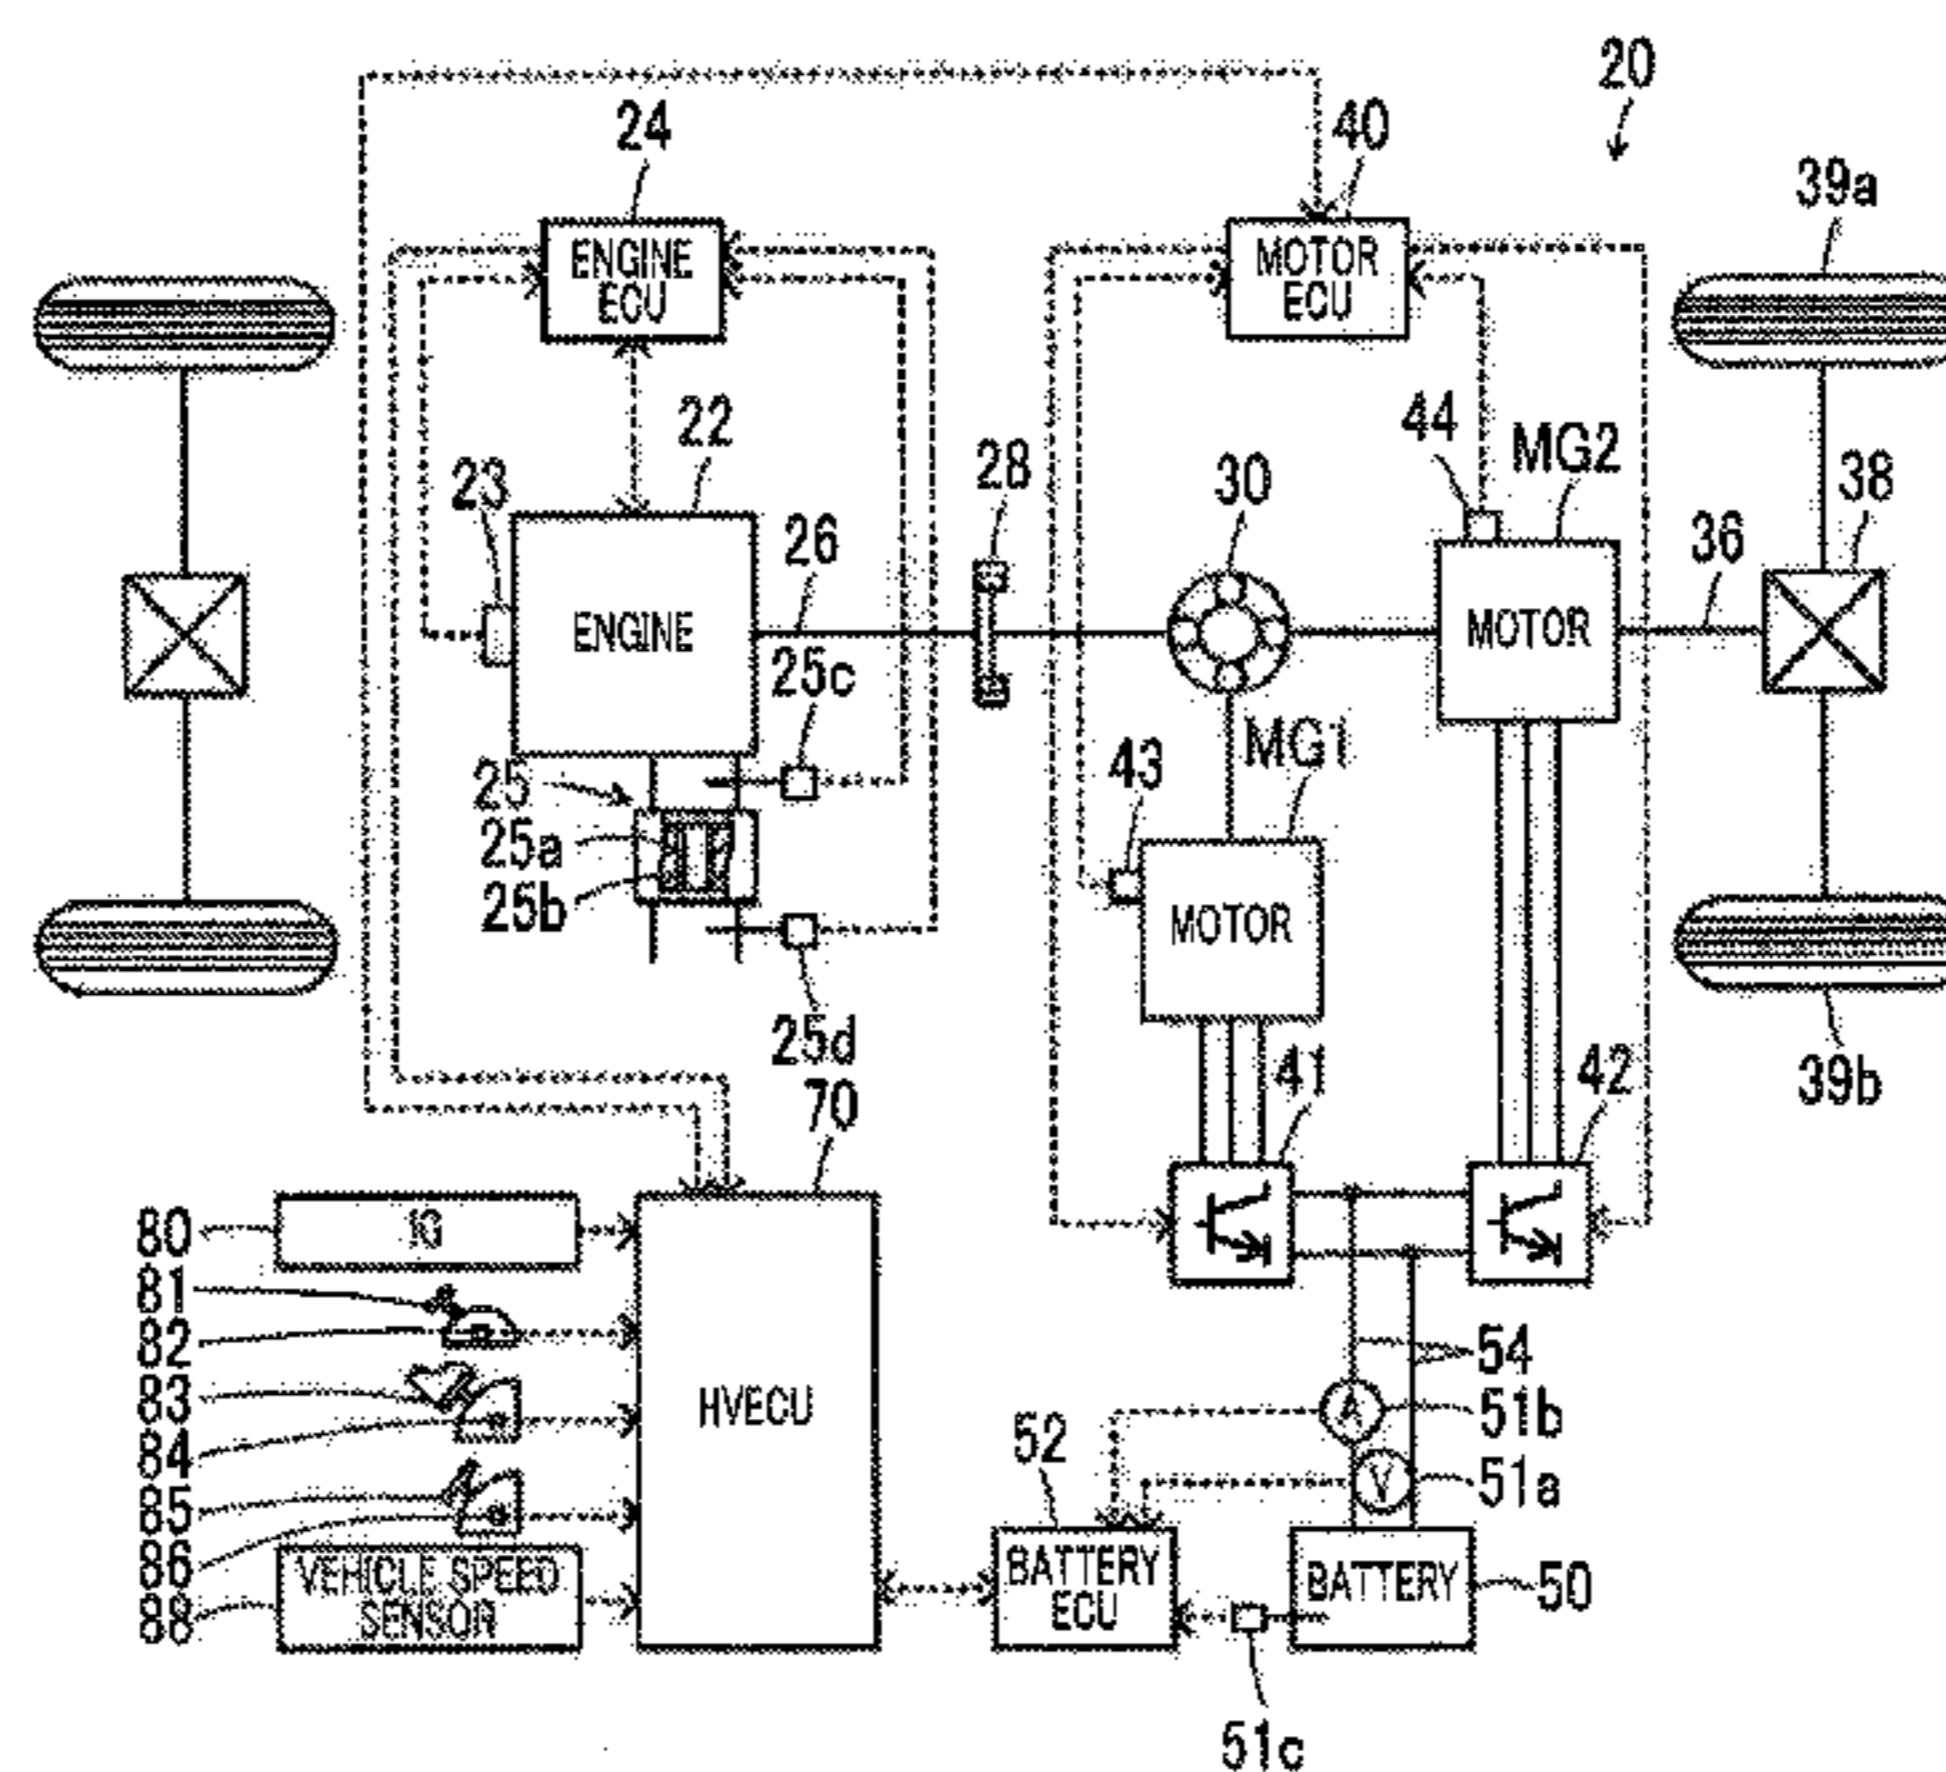 20
24
40
39a
ENGINE
ECU
MOTOR
ECU
22
44
MG2
23
28
30
38
26
36
ENGINE
MOTOR
25c
MG1
25
43
25a
25b
MOTOR
25d
41
42
39b
70
80
IG
81
82
54
83
HVECU
A
51b
84
52
85
V
51a
86
VEHICLE SPEED
SENSOR
BATTERY
ECU
BATTERY
50
88
51c